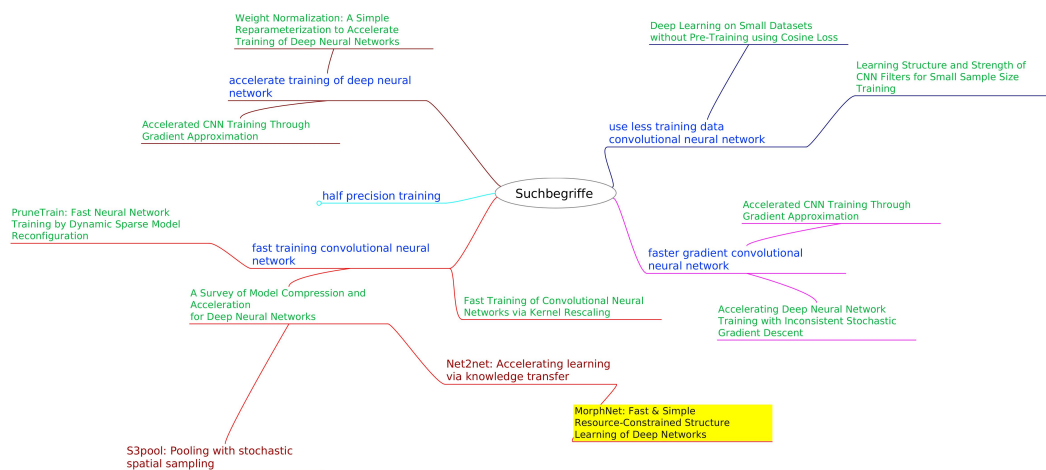 Weight Normalization: A Simple
Reparameterization to Accelerate
Training of Deep Neural Networks
accelerate training of deep neural
network
Accelerated CNN Training Through
Gradient Approximation
Deep Learning on Small Datasets
without Pre-Training using Cosine Loss
Learning Structure and Strength of
CNN Filters for Small Sample Size
Training
use less training data
convolutional neural network
Suchbegriffe
half precision training
PruneTrain: Fast Neural Network
Training by Dynamic Sparse Model
Reconfiguration
fast training convolutional neural
network
Accelerated CNN Training Through
Gradient Approximation
faster gradient convolutional
neural network
A Survey of Model Compression and
Acceleration
for Deep Neural Networks
Fast Training of Convolutional Neural
Networks via Kernel Rescaling
Accelerating Deep Neural Network
Training with Inconsistent Stochastic
Gradient Descent
Net2net: Accelerating learning
via knowledge transfer
MorphNet: Fast & Simple
Resource-Constrained Structure
Learning of Deep Networks
S3pool: Pooling with stochastic
spatial sampling